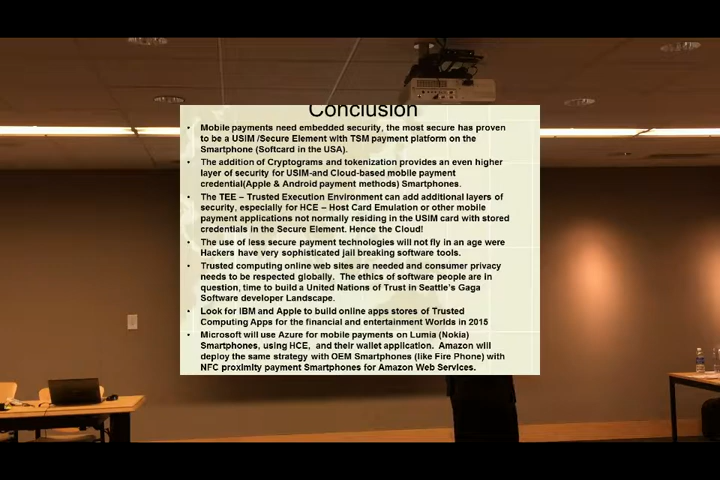 Conclusion
• Mobile payments need embedded security, the most secure has proven
to be a USIM /Secure Element with TSM payment platform on the
Smartphone (Softcard in the USA).
• The addition of Cryptograms and tokenization provides an even higher
layer of security for USIM-and Cloud-based mobile payment
credential(Apple & Android payment methods) Smartphones.
• The TEE – Trusted Execution Environment can add additional layers of
security, especially for HCE – Host Card Emulation or other mobile
payment applications not normally residing in the USIM card with stored
credentials in the Secure Element. Hence the Cloud!
• The use of less secure payment technologies will not fly in an age were
Hackers have very sophisticated jail breaking software tools.
• Trusted computing online web sites are needed and consumer privacy
needs to be respected globally. The ethics of software people are in
question, time to build a United Nations of Trust in Seattle's Gaga
Software developer Landscape.
• Look for IBM and Apple to build online apps stores of Trusted
Computing Apps for the financial and entertainment Worlds in 2015
• Microsoft will use Azure for mobile payments on Lumia (Nokia)
Smartphones, using HCE, and their wallet application. Amazon will
deploy the same strategy with OEM Smartphones (like Fire Phone) with
NFC proximity payment Smartphones for Amazon Web Services.